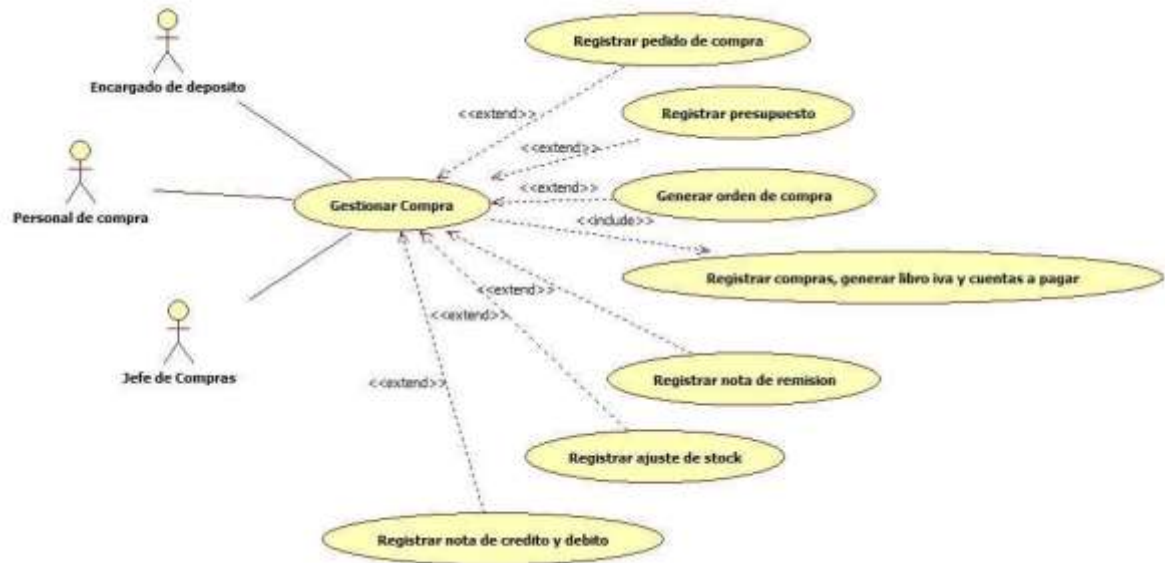 Registrar pedido de compra
Encargado de deposito
<<extend>>
Registrar presupuesto
<<extend>>
Personal de compra
Gestionar Compra
<<extend>>
Generar orden de compra
<<include>>
Registrar compras, generar libro iva y cuentas a pagar
<<extend>>
<<extend>>
Jefe de Compras
<<extend>>
Registrar nota de remision
Registrar ajuste de stock
Registrar nota de credito y debito